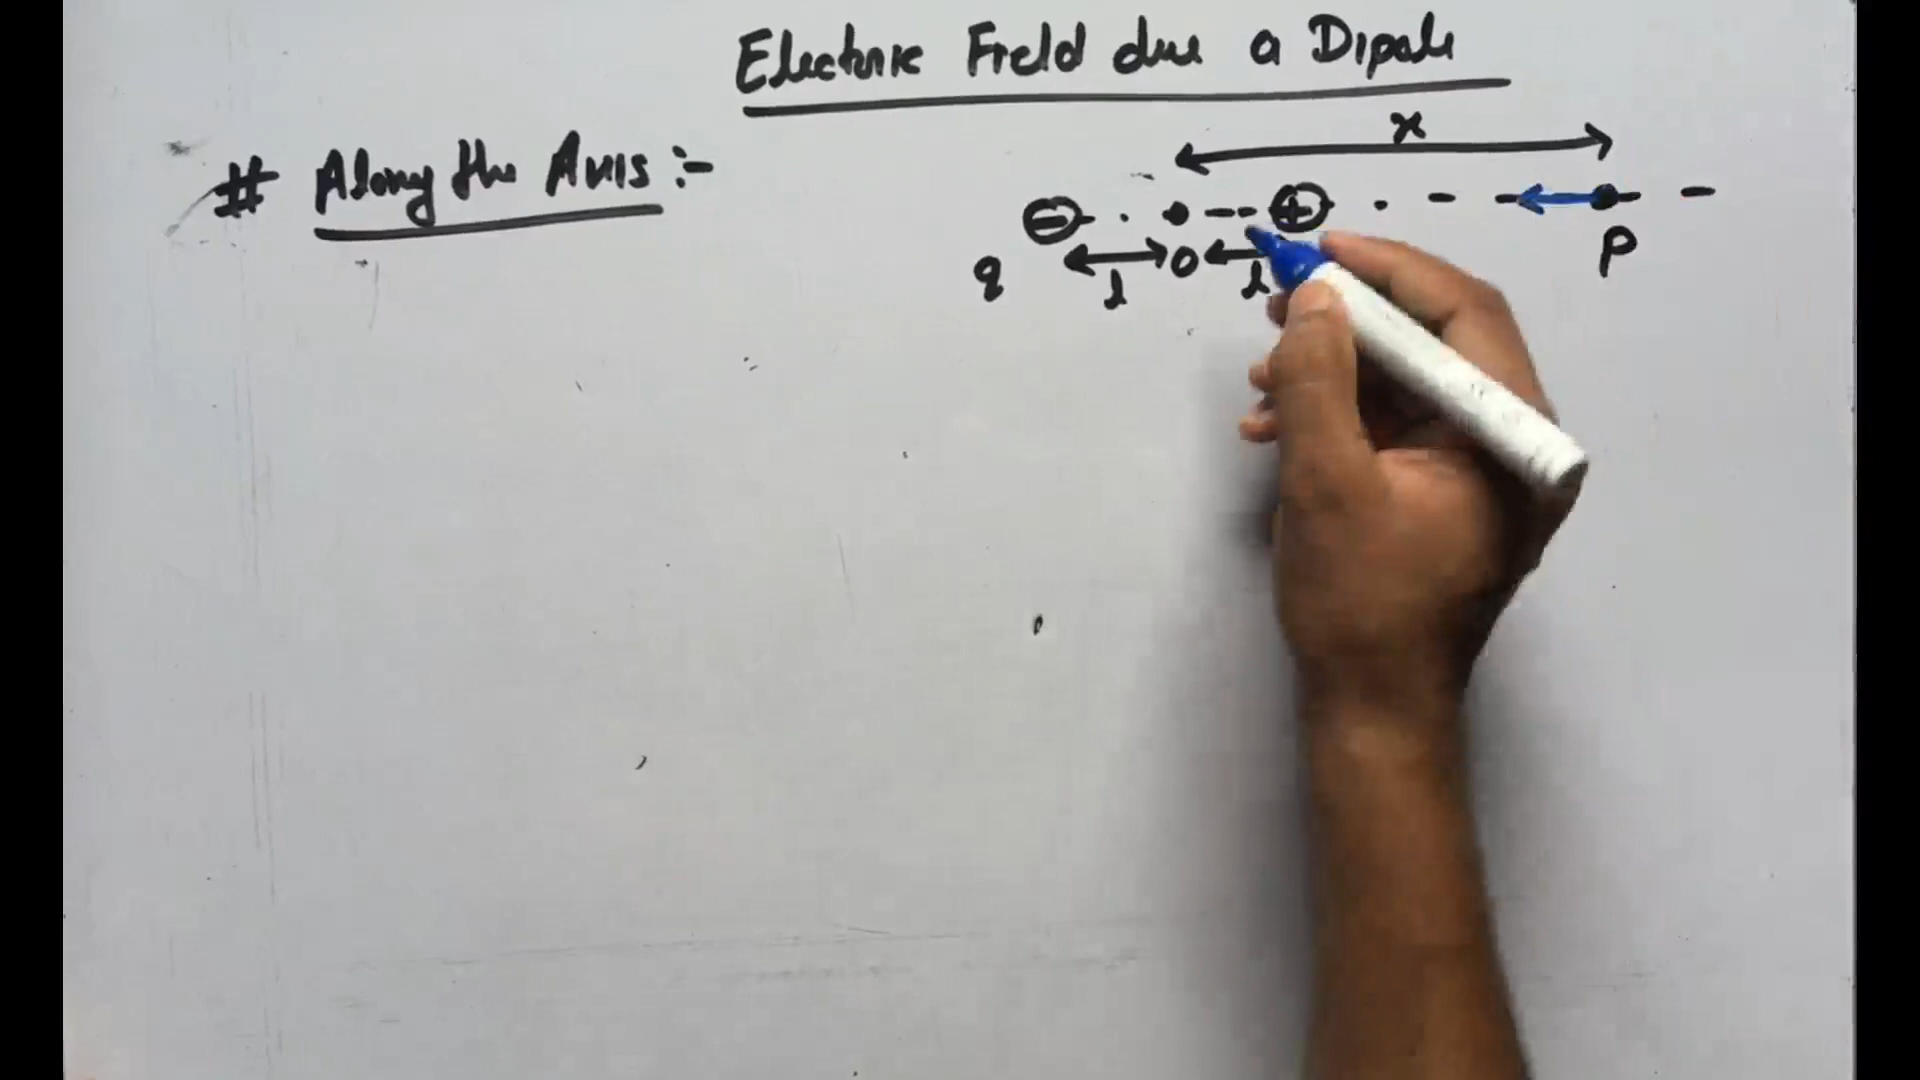 Electric Field due a Dipole
# Along the Axis :-
x
- +
q l O l P